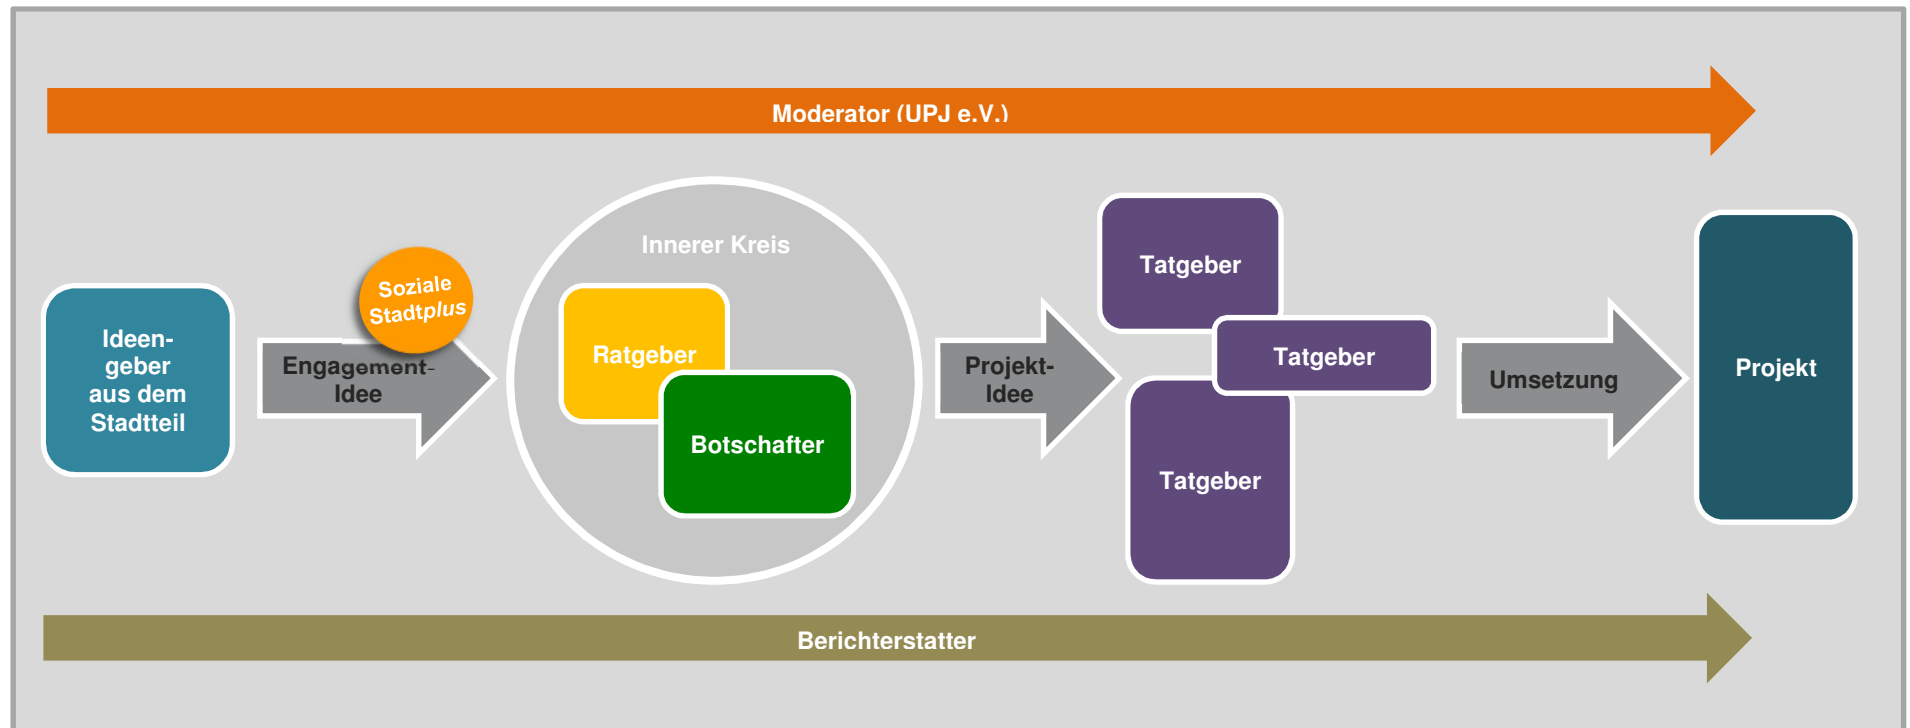 Moderator (UPJ e.V.)
Ideen-
geber
aus dem
Stadtteil
Soziale
Stadtplus
Engagement-
Idee
Innerer Kreis
Ratgeber
Botschafter
Projekt-
Idee
Tatgeber
Tatgeber
Tatgeber
Umsetzung
Projekt
Berichterstatter